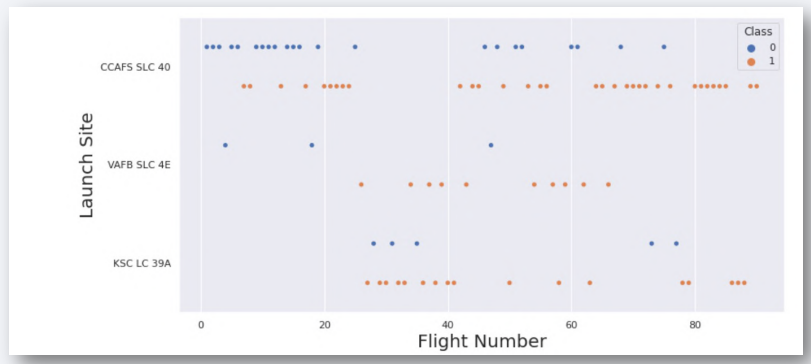 Class
0
1
CCAFS SLC 40
VAFB SLC 4E
KSC LC 39A
Launch Site
0 20 40 60 80
Flight Number